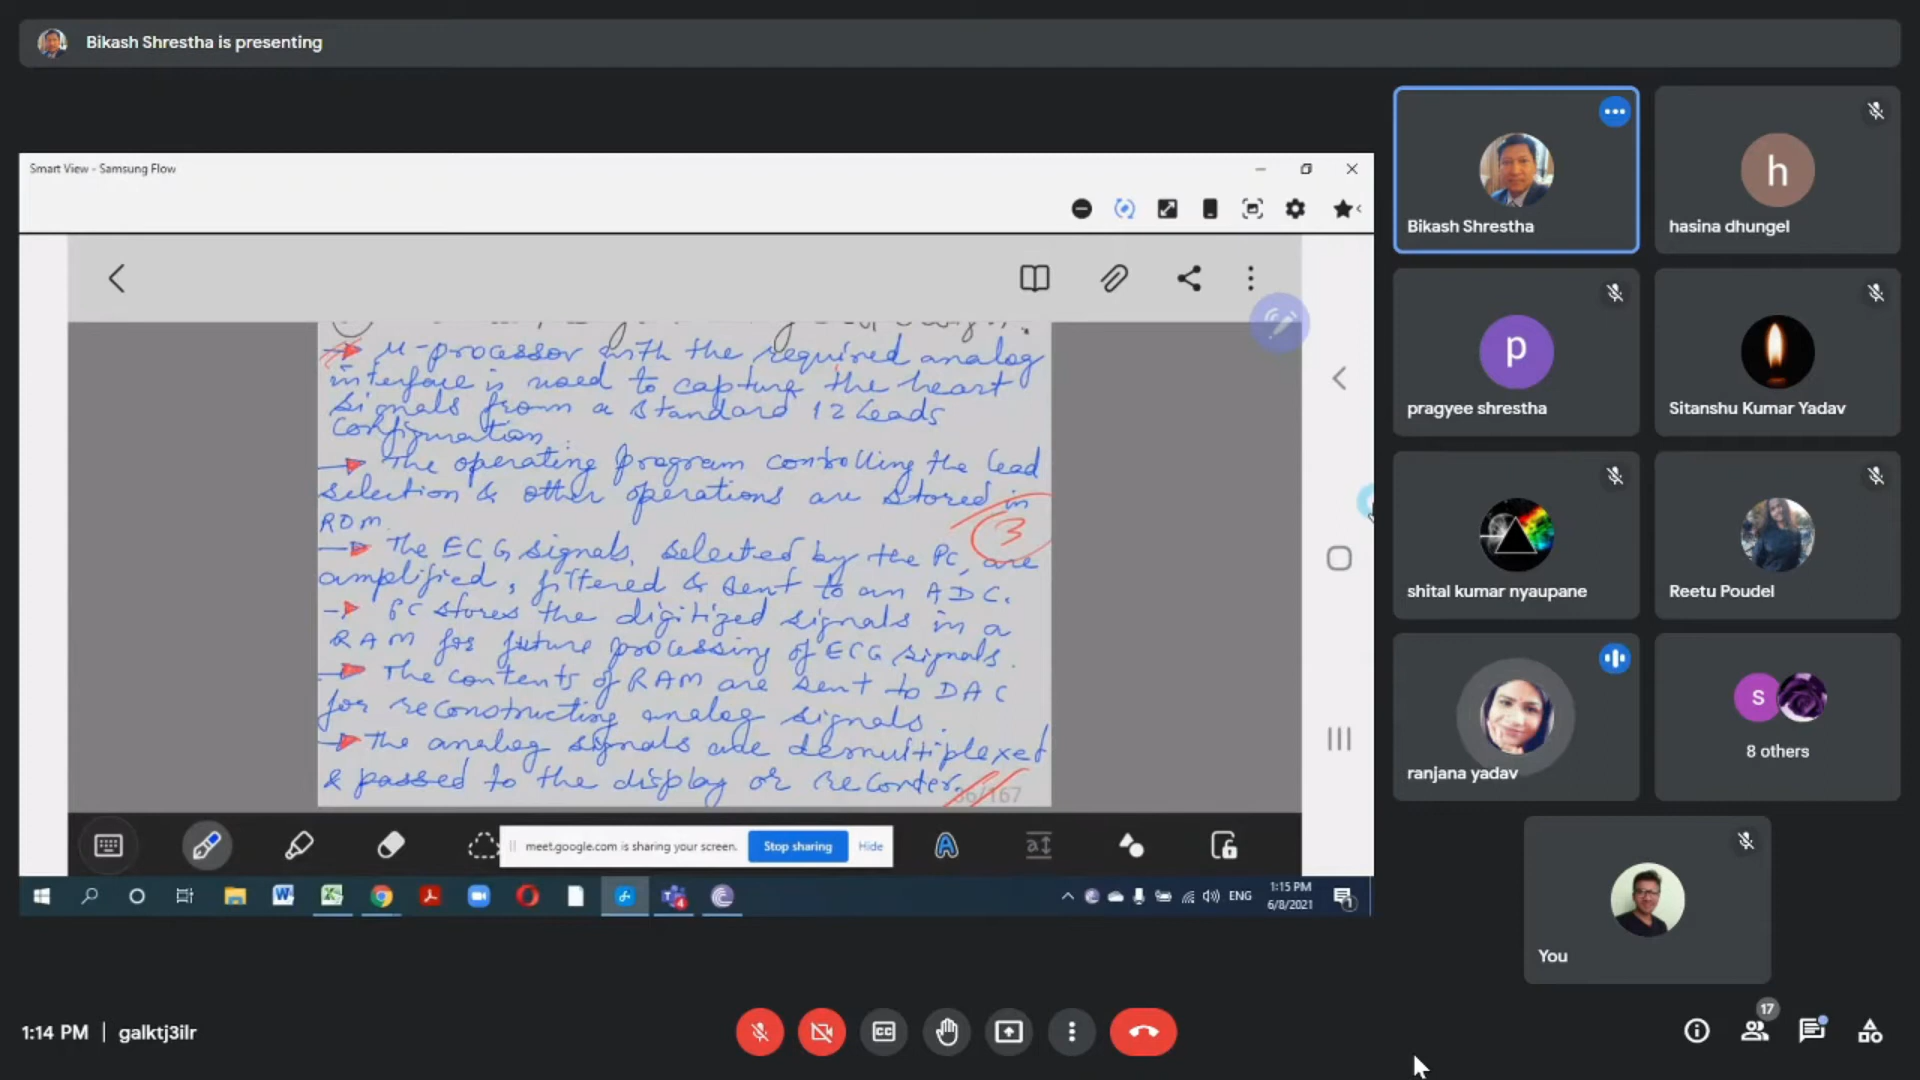 Bikash Shrestha is presenting
Smart View - Samsung Flow
μ-processor with the required analog
interface is used to capture the heart
signals from a standard 12 leads
Configuration.
The operating program controlling the lead
selection & other operations are stored in
ROM.
3
The ECG signals, selected by the PC, are
amplified, filtered & sent to an ADC.
PC stores the digitized signals in a
RAM for future processing of ECG signals.
The contents of RAM are sent to DAC
for reconstructing analog signals.
The analog signals are demultiplexed
& passed to the display or recorder.
36/167
meet.google.com is sharing your screen.
Stop sharing
Hide
ENG
1:15 PM
6/8/2021
Bikash Shrestha
h
hasina dhungel
p
pragyee shrestha
Sitanshu Kumar Yadav
shital kumar nyaupane
Reetu Poudel
ranjana yadav
s
8 others
You
1:14 PM | galktj3ilr
17